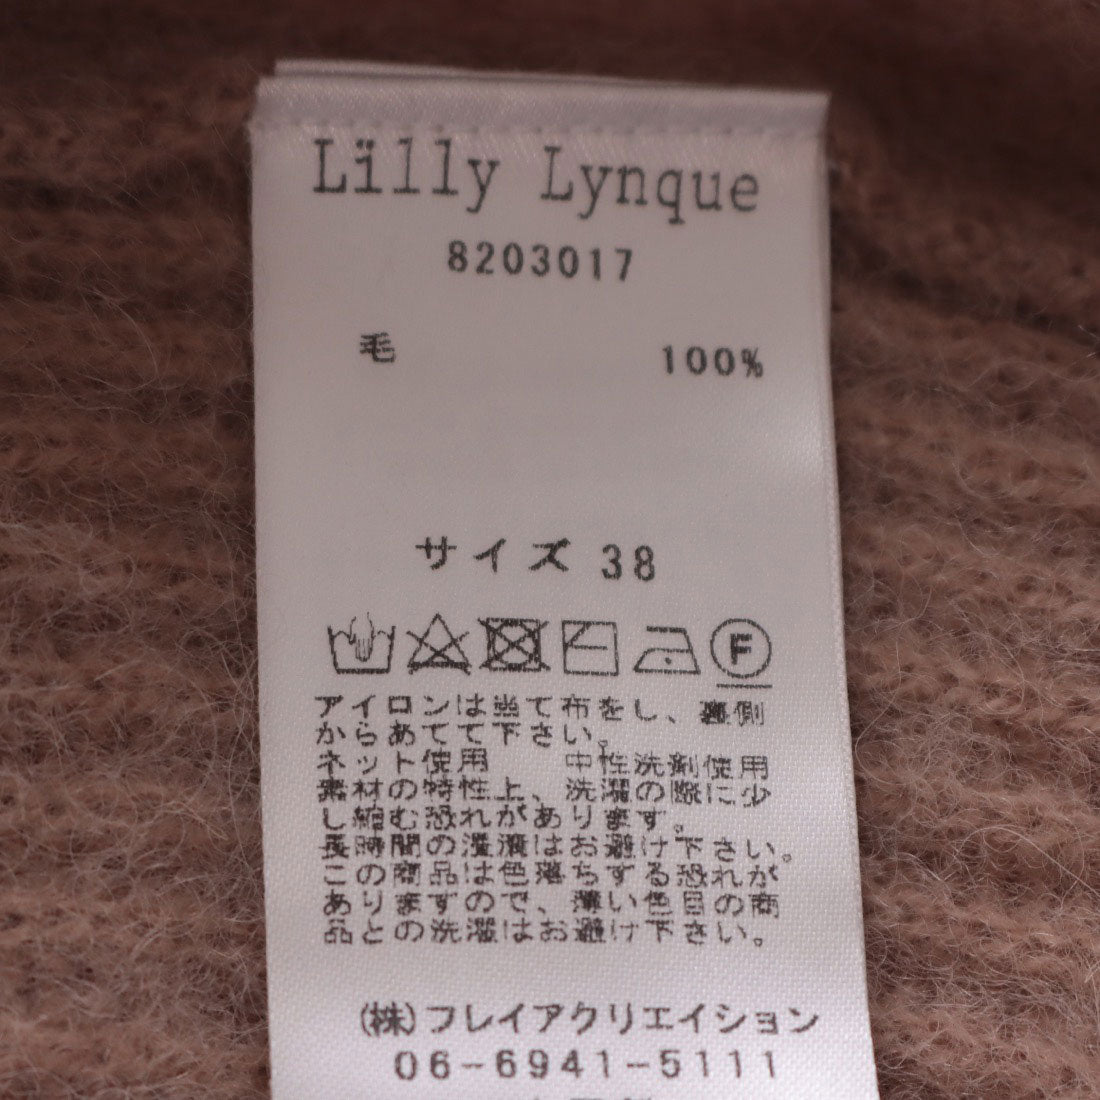 Lïlly Lynque
8203017
毛 100%
サイズ 38
F
アイロンは当て布をし、裏側
からあてて下さい。
ネット使用 中性洗剤使用
素材の特性上、洗濯の際に少
し縮む恐れがあります。
長時間の浸漬はお避け下さい。
この商品は色落ちする恐れが
ありますので、薄い色目の商
品との洗濯はお避け下さい。
(株)フレイアクリエイション
06-6941-5111